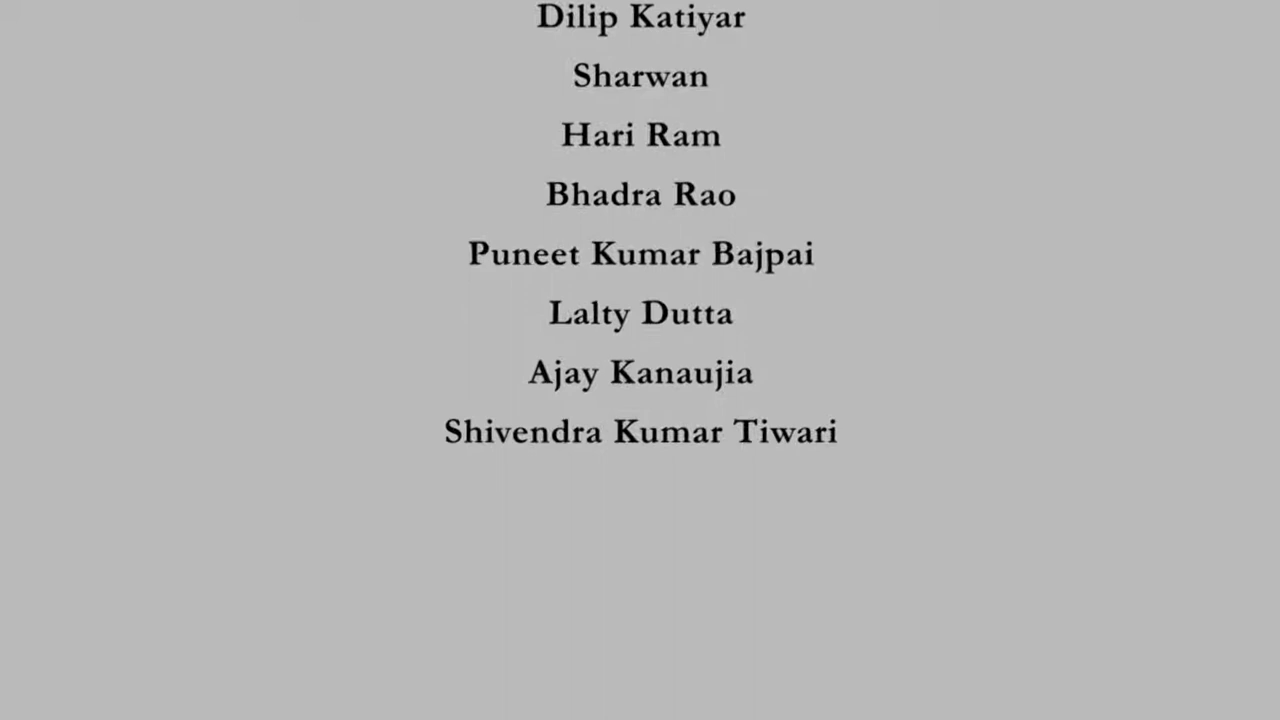 Dilip Katiyar
Sharwan
Hari Ram
Bhadra Rao
Puneet Kumar Bajpai
Lalty Dutta
Ajay Kanaujia
Shivendra Kumar Tiwari